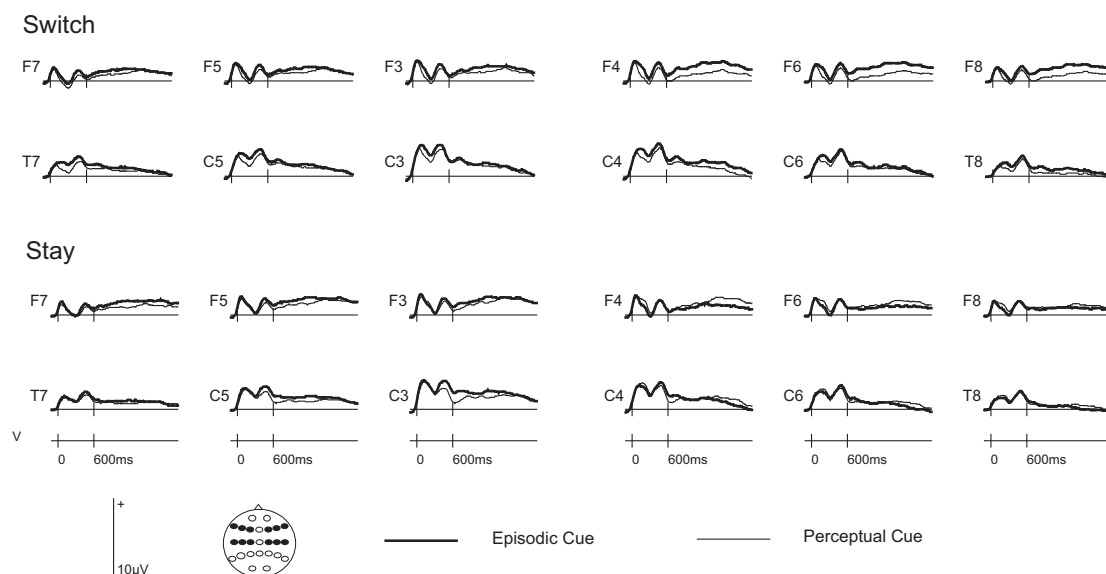 Switch
F7 F5 F3 F4 F6 F8
T7 C5 C3 C4 C6 T8
Stay
F7 F5 F3 F4 F6 F8
T7 C5 C3 C4 C6 T8
V
0 600ms 0 600ms 0 600ms 0 600ms 0 600ms 0 600ms
+
10µV
Episodic Cue
Perceptual Cue